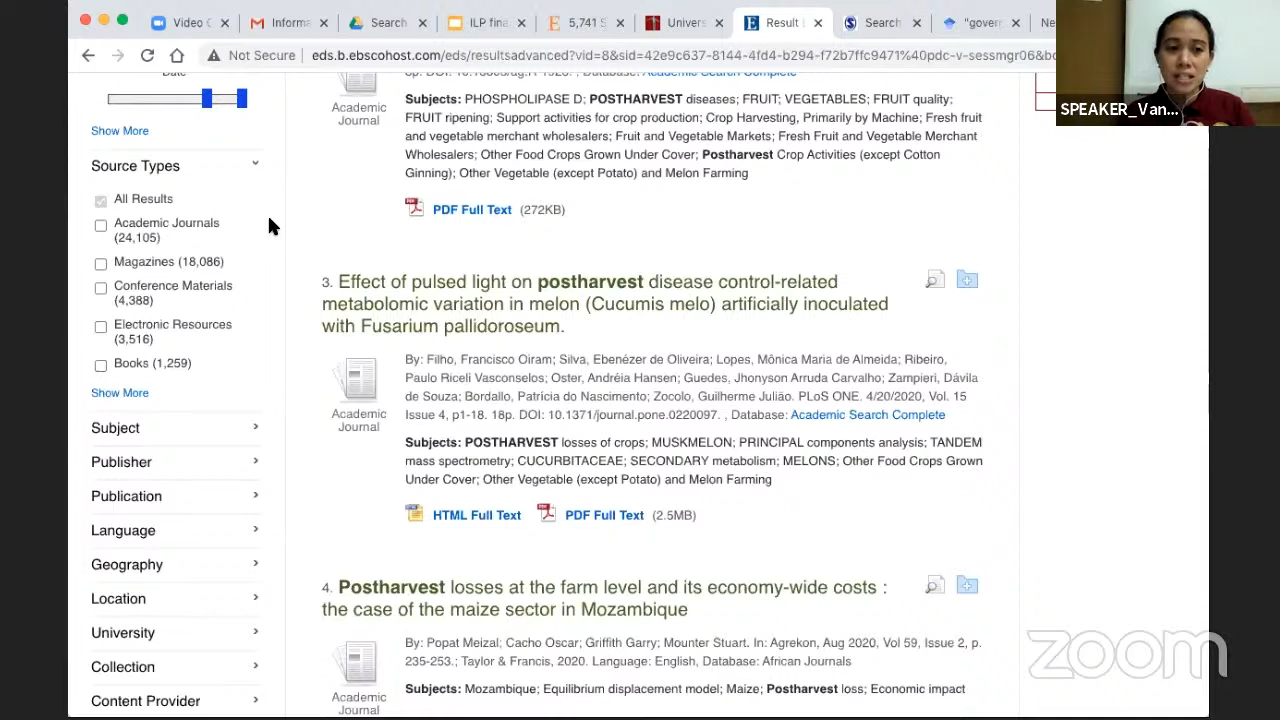 Video C
Informa
Search
ILP fina
5,741 S
Univers
Result L
Search
"gover
Ne
Not Secure
eds.b.ebscohost.com/eds/resultsadvanced?vid=8&sid=42e9c637-8144-4fd4-b294-f72b7ffc9471%40pdc-v-sessmgr06&bc
SPEAKER_Van...
Date
Show More
Source Types
All Results
Academic Journals
(24,105)
Magazines (18,086)
Conference Materials
(4,388)
Electronic Resources
(3,516)
Books (1,259)
Show More
Subject
Publisher
Publication
Language
Geography
Location
University
Collection
Content Provider
Database: Academic Search Complete
Academic
Journal
Subjects: PHOSPHOLIPASE D; POSTHARVEST diseases; FRUIT; VEGETABLES; FRUIT quality;
FRUIT ripening; Support activities for crop production; Crop Harvesting, Primarily by Machine; Fresh fruit
and vegetable merchant wholesalers; Fruit and Vegetable Markets; Fresh Fruit and Vegetable Merchant
Wholesalers; Other Food Crops Grown Under Cover; Postharvest Crop Activities (except Cotton
Ginning); Other Vegetable (except Potato) and Melon Farming
PDF Full Text (272KB)
3. Effect of pulsed light on postharvest disease control-related
metabolomic variation in melon (Cucumis melo) artificially inoculated
with Fusarium pallidoroseum.
Academic
Journal
By: Filho, Francisco Oiram; Silva, Ebenézer de Oliveira; Lopes, Mônica Maria de Almeida; Ribeiro,
Paulo Riceli Vasconselos; Oster, Andréia Hansen; Guedes, Jhonyson Arruda Carvalho; Zampieri, Dávila
de Souza; Bordallo, Patrícia do Nascimento; Zocolo, Guilherme Julião. PLoS ONE. 4/20/2020, Vol. 15
Issue 4, p1-18. 18p. DOI: 10.1371/journal.pone.0220097. , Database: Academic Search Complete
Subjects: POSTHARVEST losses of crops; MUSKMELON; PRINCIPAL components analysis; TANDEM
mass spectrometry; CUCURBITACEAE; SECONDARY metabolism; MELONS; Other Food Crops Grown
Under Cover; Other Vegetable (except Potato) and Melon Farming
HTML Full Text PDF Full Text (2.5MB)
4. Postharvest losses at the farm level and its economy-wide costs :
the case of the maize sector in Mozambique
Academic
Journal
By: Popat Meizal; Cacho Oscar; Griffith Garry; Mounter Stuart. In: Agrekon, Aug 2020, Vol 59, Issue 2, p.
235-253.; Taylor & Francis, 2020. Language: English, Database: African Journals
Subjects: Mozambique; Equilibrium displacement model; Maize; Postharvest loss; Economic impact
zoom